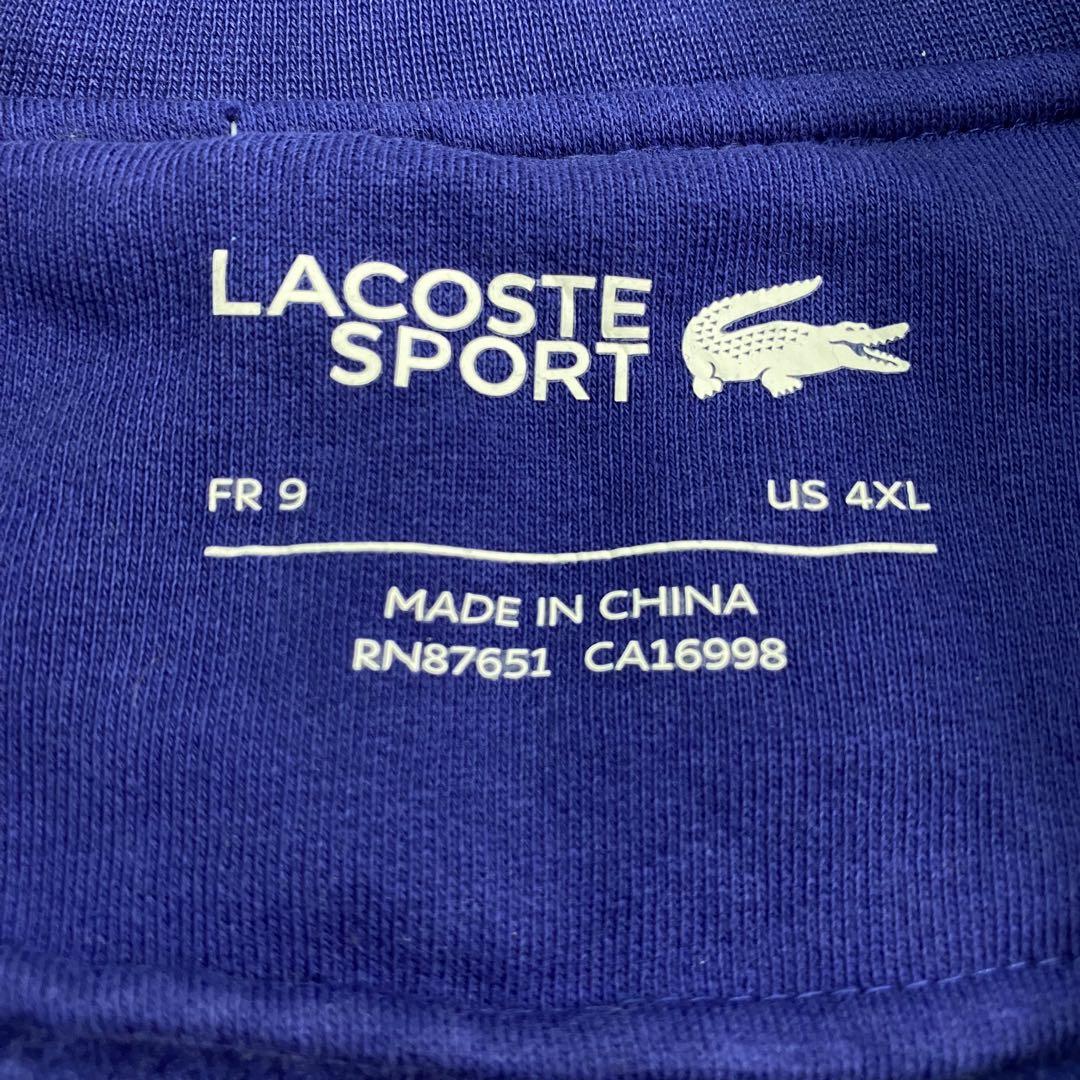 LACOSTE
SPORT
FR 9 US 4XL
MADE IN CHINA
RN87651 CA16998